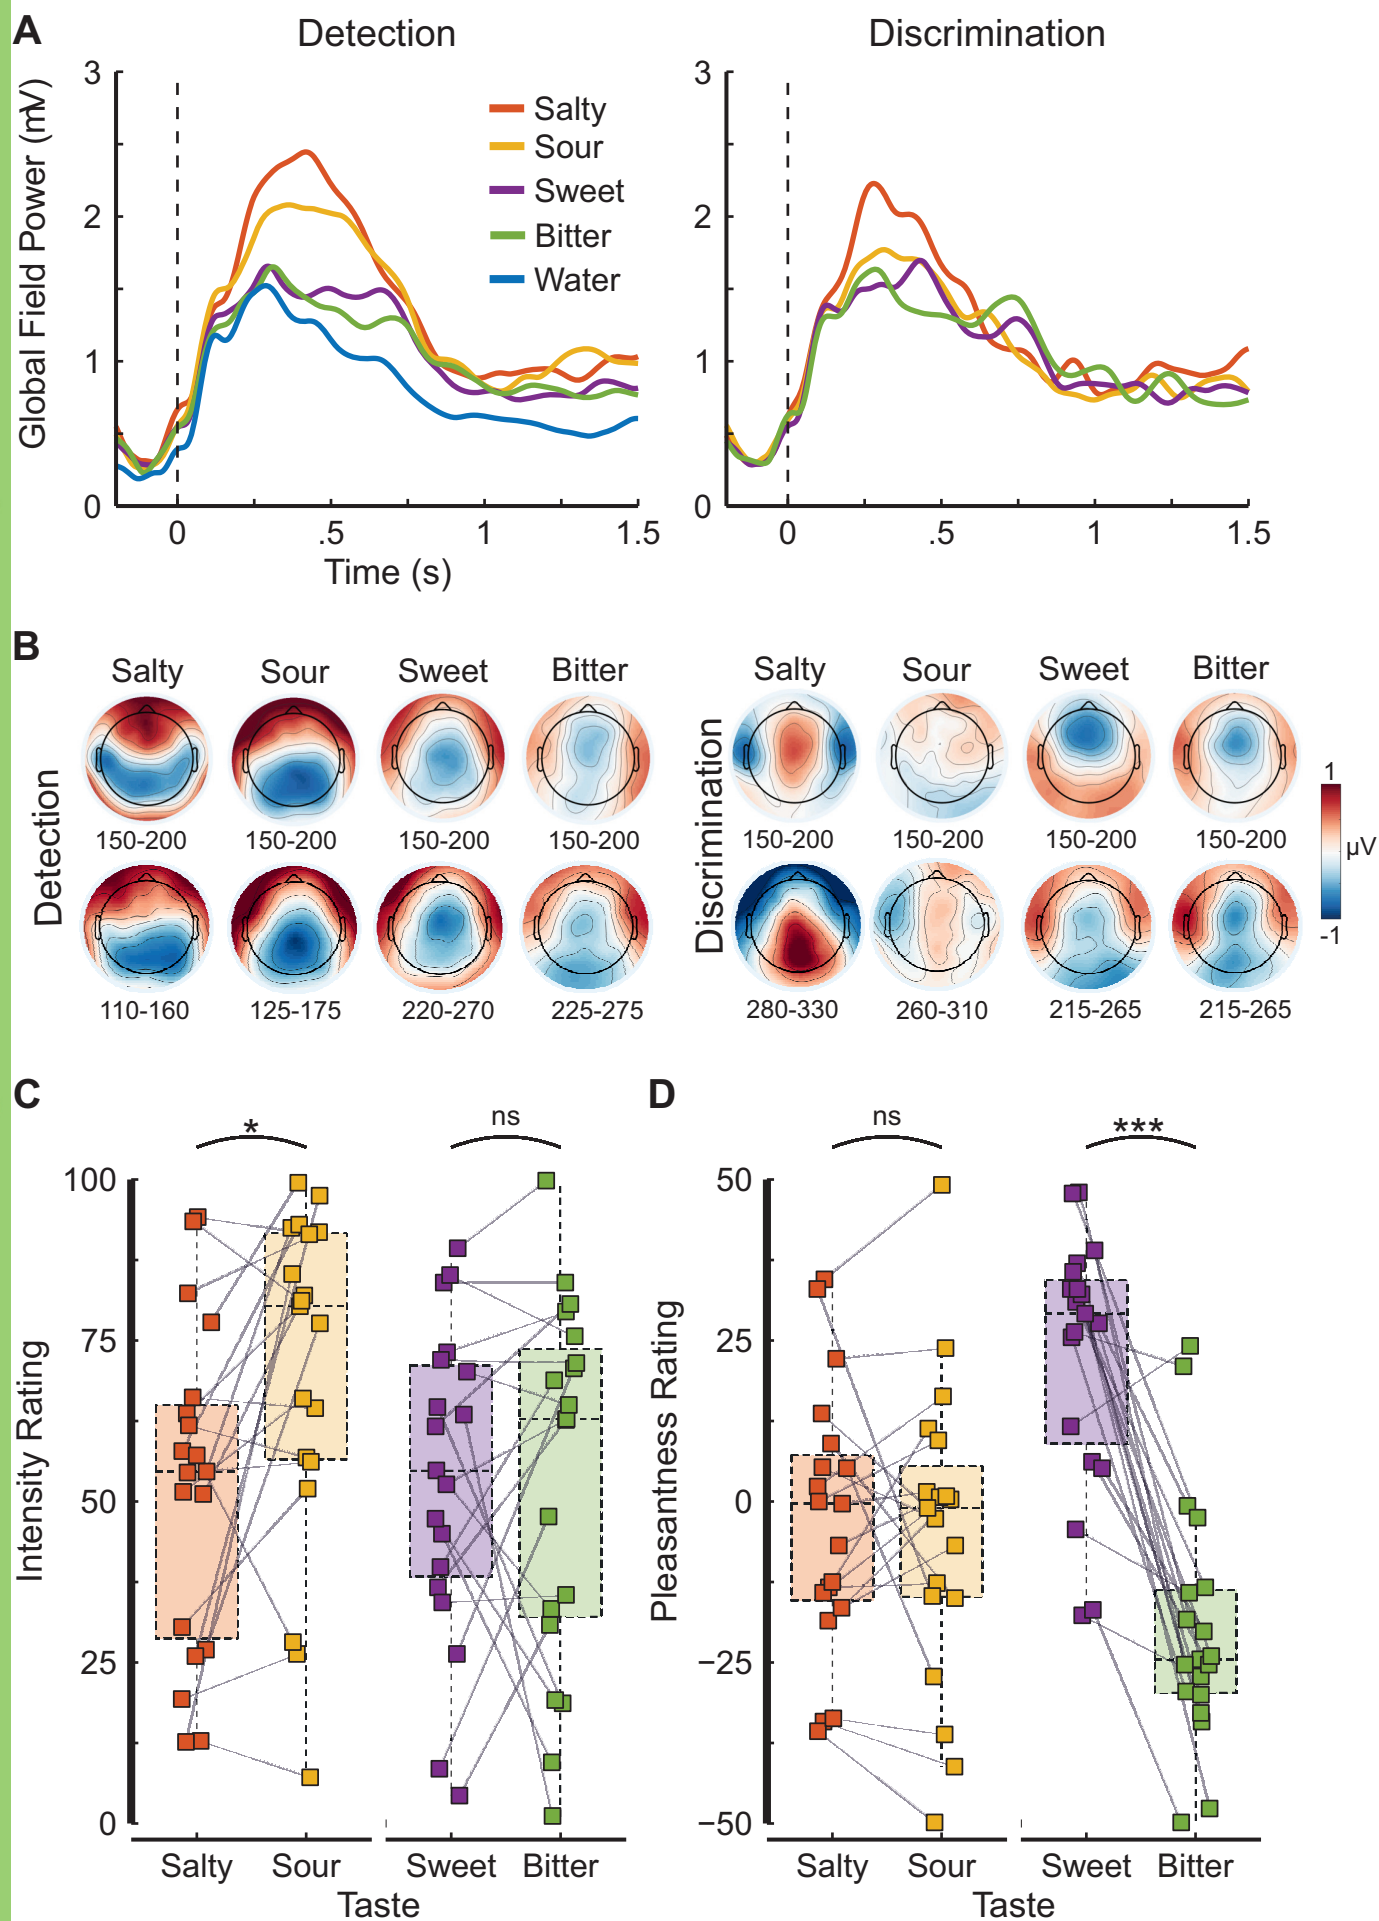 A
Detection
Discrimination
Global Field Power (mV)
3
2
1
0
0
.5
1
1.5
Time (s)
Salty
Sour
Sweet
Bitter
Water
3
2
1
0
0
.5
1
1.5
B
Detection
Salty Sour Sweet Bitter
150-200 150-200 150-200 150-200
110-160 125-175 220-270 225-275
Discrimination
Salty Sour Sweet Bitter
150-200 150-200 150-200 150-200
280-330 260-310 215-265 215-265
1
µV
-1
C
* ns
Intensity Rating
100
75
50
25
0
Salty Sour Sweet Bitter
Taste
D
ns ***
Pleasantness Rating
50
25
0
−25
−50
Salty Sour Sweet Bitter
Taste